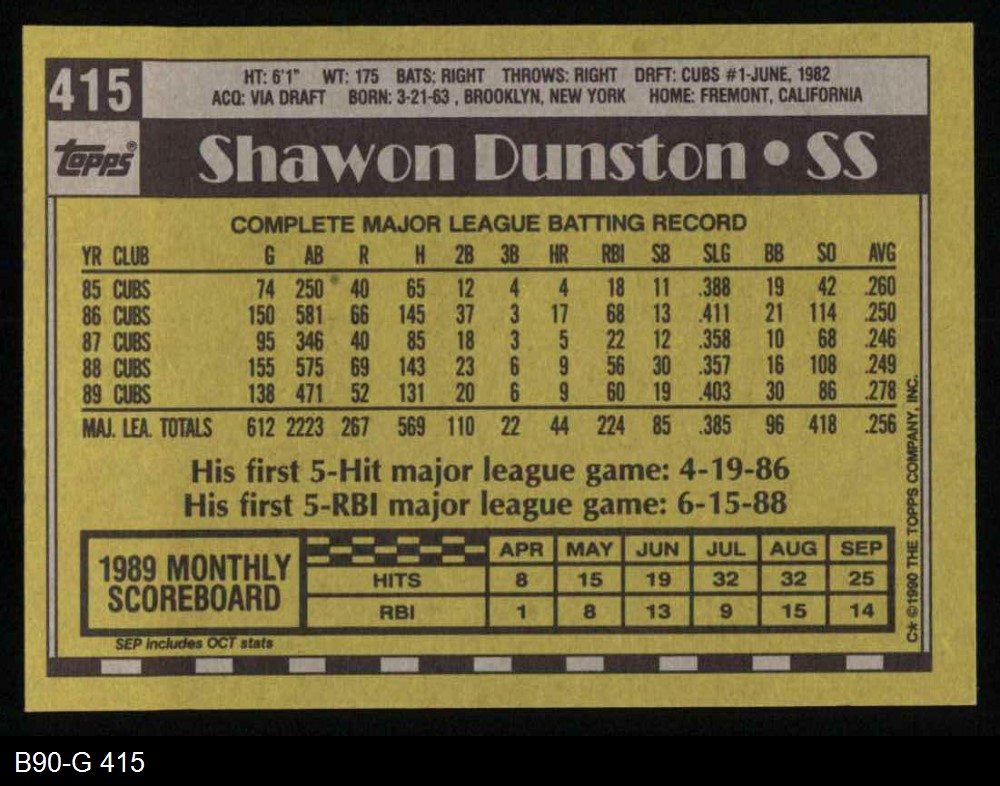 415
HT: 6'1" WT: 175 BATS: RIGHT THROWS: RIGHT DRFT: CUBS #1-JUNE, 1982
ACQ: VIA DRAFT BORN: 3-21-63 , BROOKLYN, NEW YORK HOME: FREMONT, CALIFORNIA
topps®
Shawon Dunston • SS
COMPLETE MAJOR LEAGUE BATTING RECORD
YR CLUB G AB R H 2B 3B HR RBI SB SLG BB SO AVG
85 CUBS 74 250 40 65 12 4 4 18 11 .388 19 42 .260
86 CUBS 150 581 66 145 37 3 17 68 13 .411 21 114 .250
87 CUBS 95 346 40 85 18 3 5 22 12 .358 10 68 .246
88 CUBS 155 575 69 143 23 6 9 56 30 .357 16 108 .249
89 CUBS 138 471 52 131 20 6 9 60 19 .403 30 86 .278
MAJ. LEA. TOTALS 612 2223 267 569 110 22 44 224 85 .385 96 418 .256
His first 5-Hit major league game: 4-19-86
His first 5-RBI major league game: 6-15-88
1989 MONTHLY
SCOREBOARD
APR MAY JUN JUL AUG SEP
HITS 8 15 19 32 32 25
RBI 1 8 13 9 15 14
SEP includes OCT stats
C* ©1990 THE TOPPS COMPANY, INC.
B90-G 415